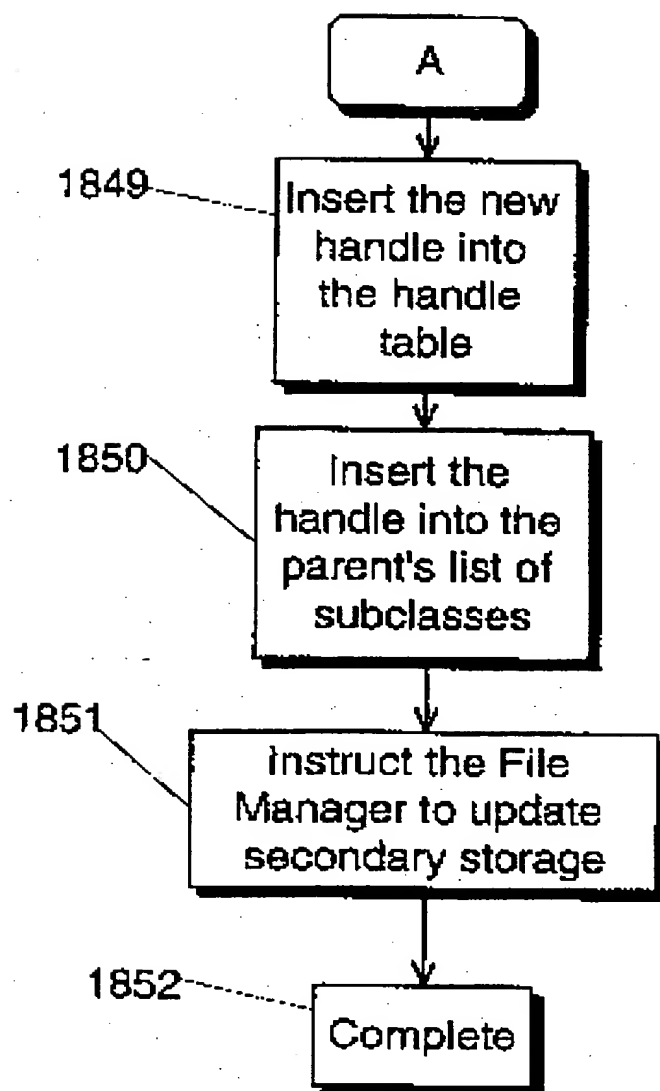 A
1849
Insert the new
handle into
the handle
table
1850
Insert the
handle into the
parent's list of
subclasses
1851
Instruct the File
Manager to update
secondary storage
1852
Complete